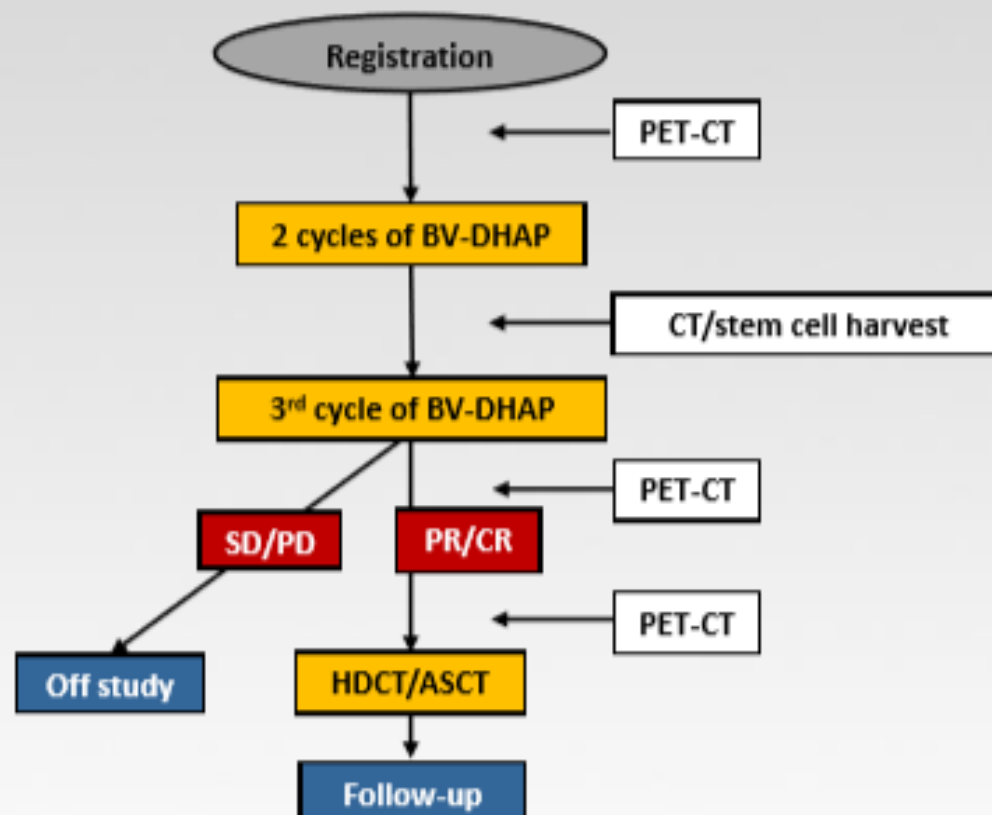 Registration
PET-CT
2 cycles of BV-DHAP
CT/stem cell harvest
3rd cycle of BV-DHAP
PET-CT
SD/PD
PR/CR
PET-CT
Off study
HDCT/ASCT
Follow-up